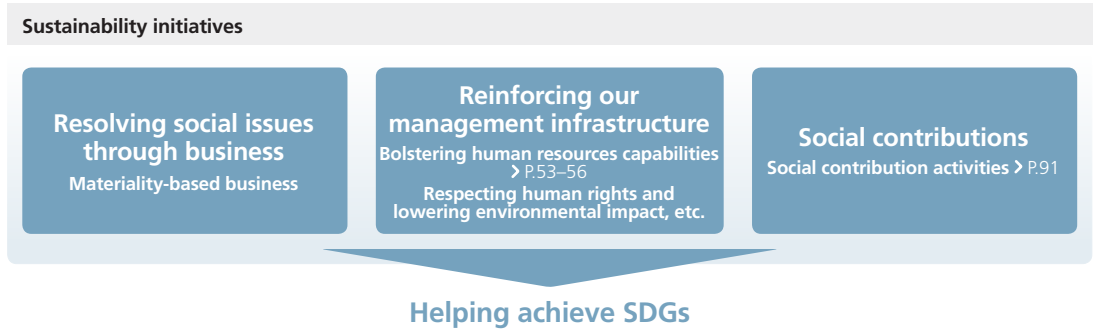 Sustainability initiatives
Resolving social issues
through business
Materiality-based business
Reinforcing our
management infrastructure
Bolstering human resources capabilities
> P.53–56
Respecting human rights and
lowering environmental impact, etc.
Social contributions
Social contribution activities > P.91
Helping achieve SDGs